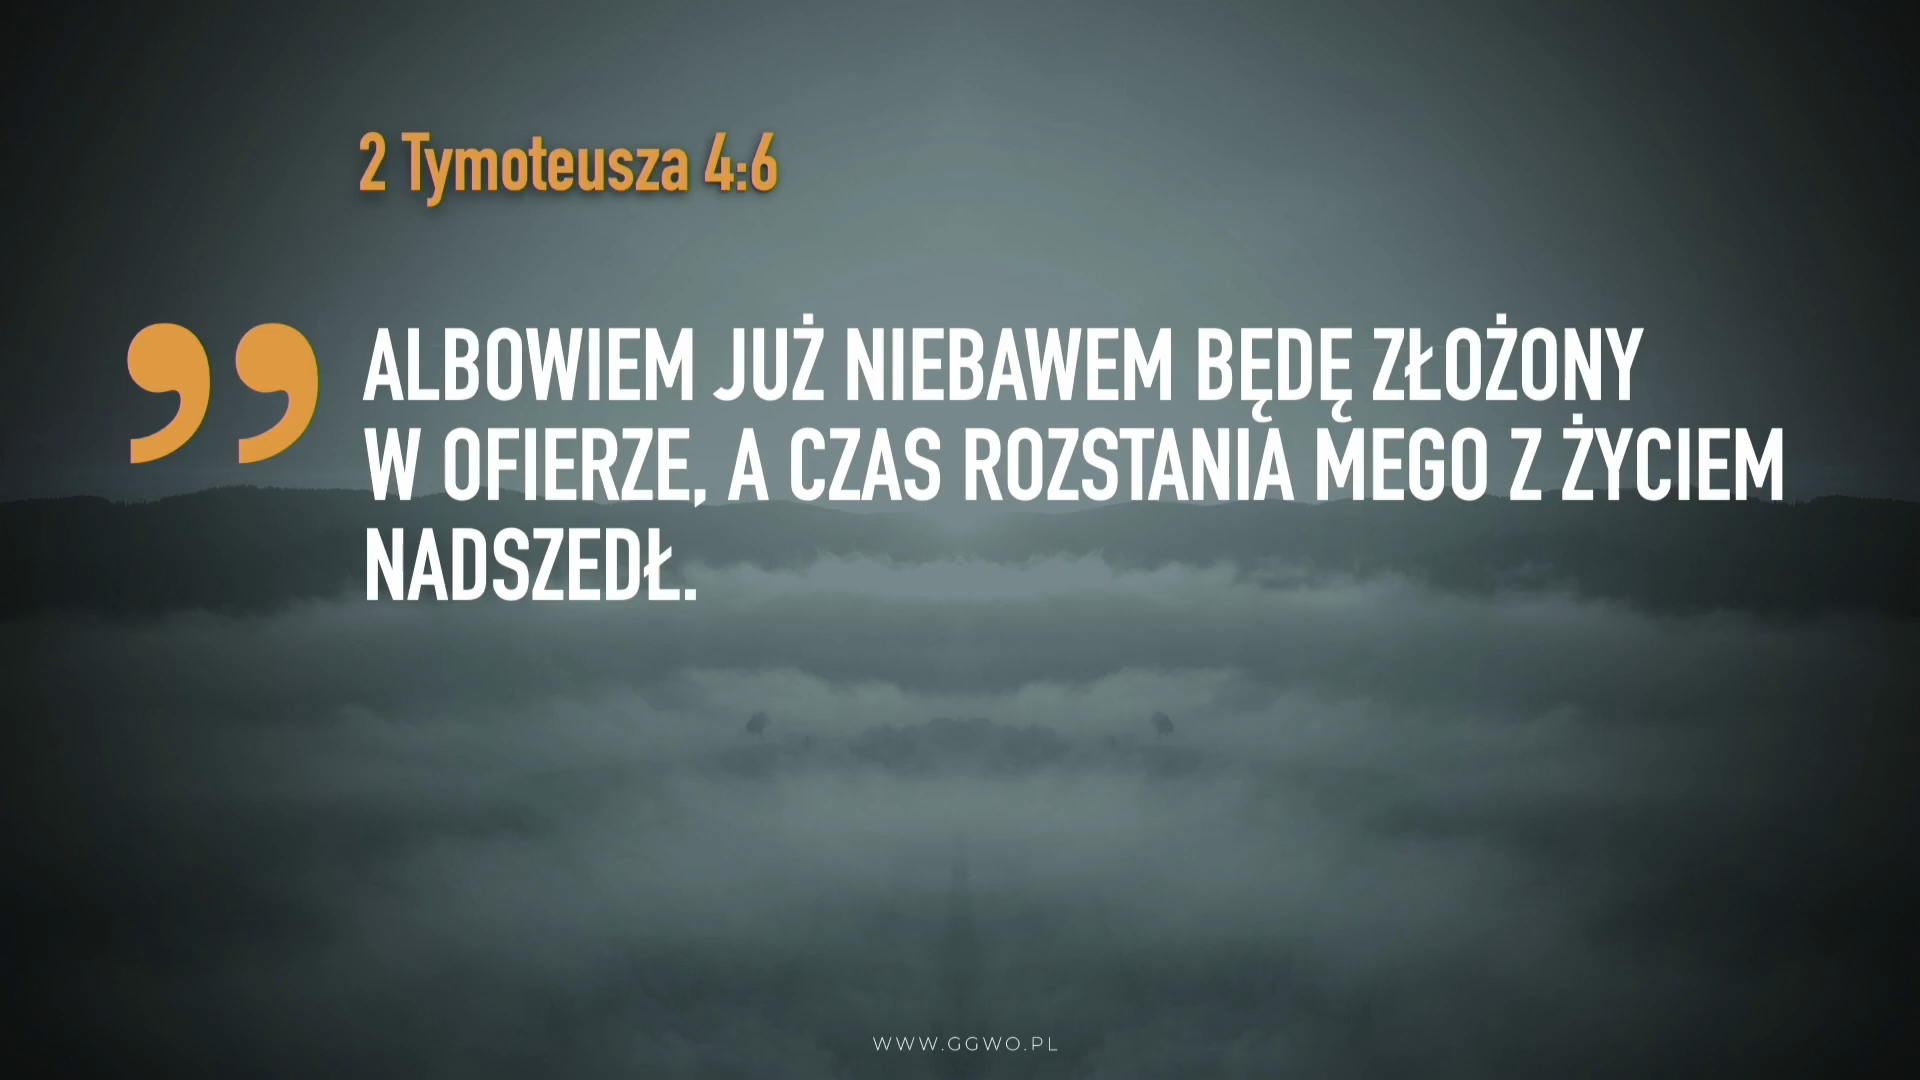 2 Tymoteusza 4:6
” ALBOWIEM JUŻ NIEBAWEM BĘDĘ ZŁOŻONY
W OFIERZE, A CZAS ROZSTANIA MEGO Z ŻYCIEM
NADSZEDŁ.
WWW.GGWO.PL